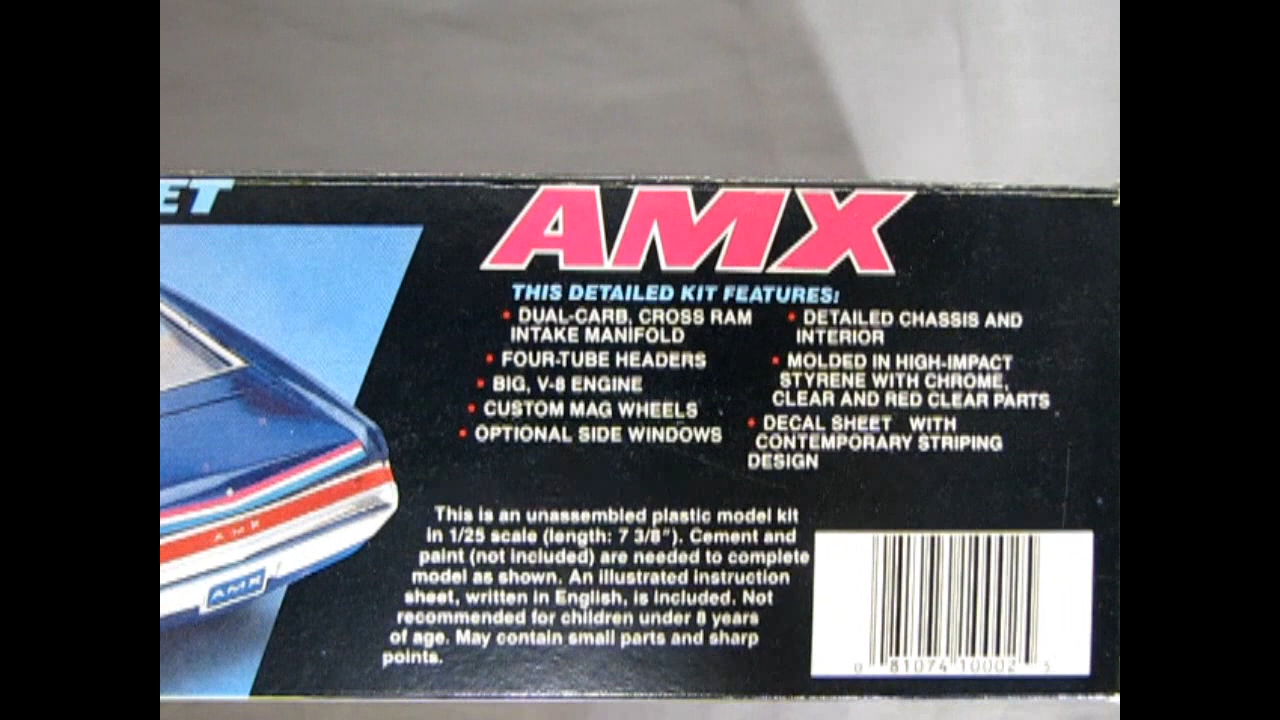 ET
AMX
THIS DETAILED KIT FEATURES:
• DUAL-CARB, CROSS RAM
INTAKE MANIFOLD
• FOUR-TUBE HEADERS
• BIG, V-8 ENGINE
• CUSTOM MAG WHEELS
• OPTIONAL SIDE WINDOWS
• DETAILED CHASSIS AND
INTERIOR
• MOLDED IN HIGH-IMPACT
STYRENE WITH CHROME,
CLEAR AND RED CLEAR PARTS
• DECAL SHEET WITH
CONTEMPORARY STRIPING
DESIGN
AMX
AMX
This is an unassembled plastic model kit
in 1/25 scale (length: 7 3/8"). Cement and
paint (not included) are needed to complete
model as shown. An illustrated instruction
sheet, written in English, is included. Not
recommended for children under 8 years
of age. May contain small parts and sharp
points.
0 81074 10002